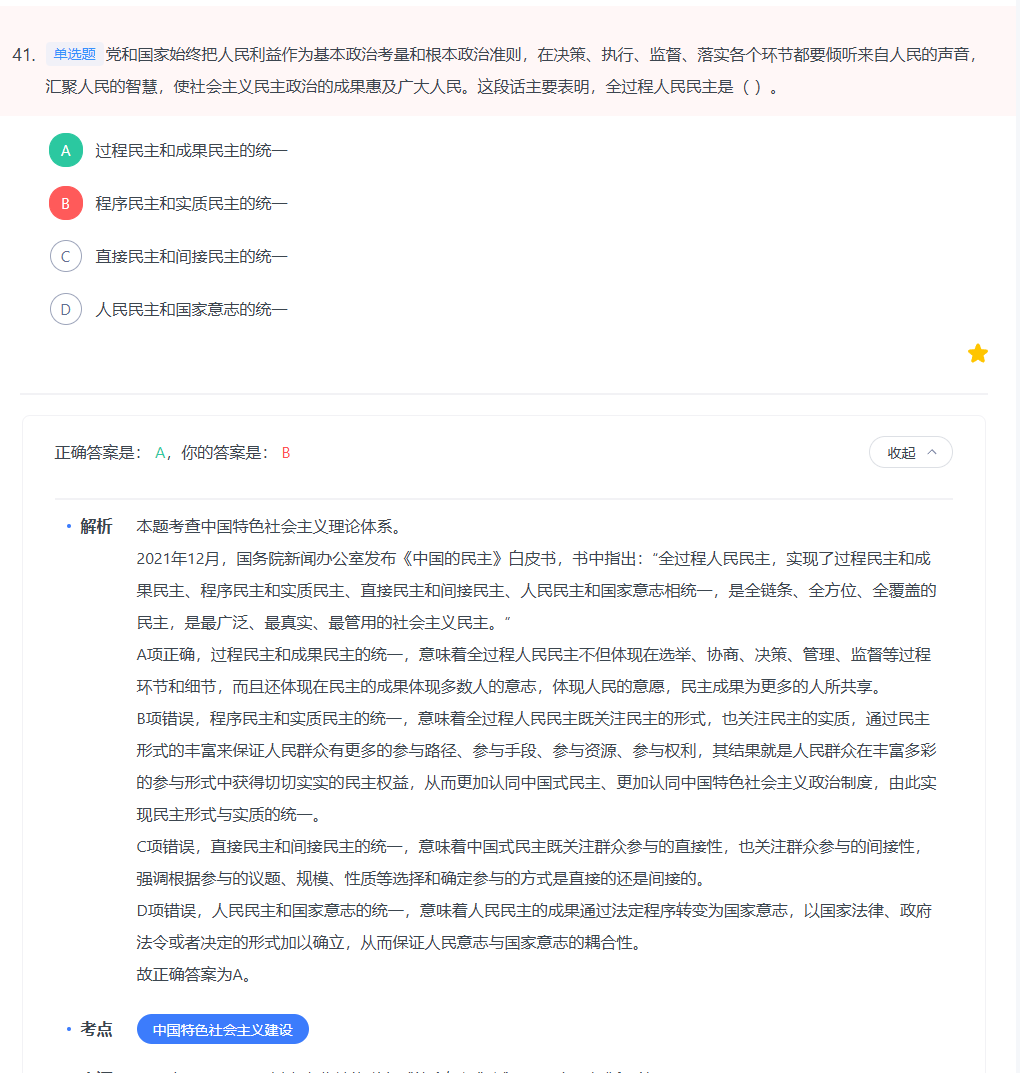 41. 单选题 党和国家始终把人民利益作为基本政治考量和根本政治准则，在决策、执行、监督、落实各个环节都要倾听来自人民的声音，
汇聚人民的智慧，使社会主义民主政治的成果惠及广大人民。这段话主要表明，全过程人民民主是（ ）。
A 过程民主和成果民主的统一
B 程序民主和实质民主的统一
C 直接民主和间接民主的统一
D 人民民主和国家意志的统一
正确答案是： A，你的答案是： B 收起
• 解析 本题考查中国特色社会主义理论体系。
2021年12月，国务院新闻办公室发布《中国的民主》白皮书，书中指出：“全过程人民民主，实现了过程民主和成
果民主、程序民主和实质民主、直接民主和间接民主、人民民主和国家意志相统一，是全链条、全方位、全覆盖的
民主，是最广泛、最真实、最管用的社会主义民主。”
A项正确，过程民主和成果民主的统一，意味着全过程人民民主不但体现在选举、协商、决策、管理、监督等过程
环节和细节，而且还体现在民主的成果体现多数人的意志，体现人民的意愿，民主成果为更多的人所共享。
B项错误，程序民主和实质民主的统一，意味着全过程人民民主既关注民主的形式，也关注民主的实质，通过民主
形式的丰富来保证人民群众有更多的参与路径、参与手段、参与资源、参与权利，其结果就是人民群众在丰富多彩
的参与形式中获得切切实实的民主权益，从而更加认同中国式民主、更加认同中国特色社会主义政治制度，由此实
现民主形式与实质的统一。
C项错误，直接民主和间接民主的统一，意味着中国式民主既关注群众参与的直接性，也关注群众参与的间接性，
强调根据参与的议题、规模、性质等选择和确定参与的方式是直接的还是间接的。
D项错误，人民民主和国家意志的统一，意味着人民民主的成果通过法定程序转变为国家意志，以国家法律、政府
法令或者决定的形式加以确立，从而保证人民意志与国家意志的耦合性。
故正确答案为A。
• 考点 中国特色社会主义建设